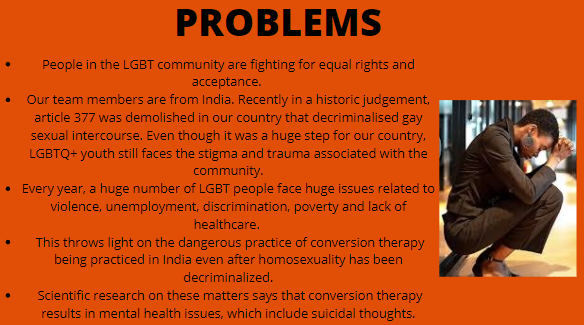 PROBLEMS
• People in the LGBT community are fighting for equal rights and
acceptance.
• Our team members are from India. Recently in a historic judgement,
article 377 was demolished in our country that decriminalised gay
sexual intercourse. Even though it was a huge step for our country,
LGBTQ+ youth still faces the stigma and trauma associated with the
community.
• Every year, a huge number of LGBT people face huge issues related to
violence, unemployment, discrimination, poverty and lack of
healthcare.
• This throws light on the dangerous practice of conversion therapy
being practiced in India even after homosexuality has been
decriminalized.
• Scientific research on these matters says that conversion therapy
results in mental health issues, which include suicidal thoughts.